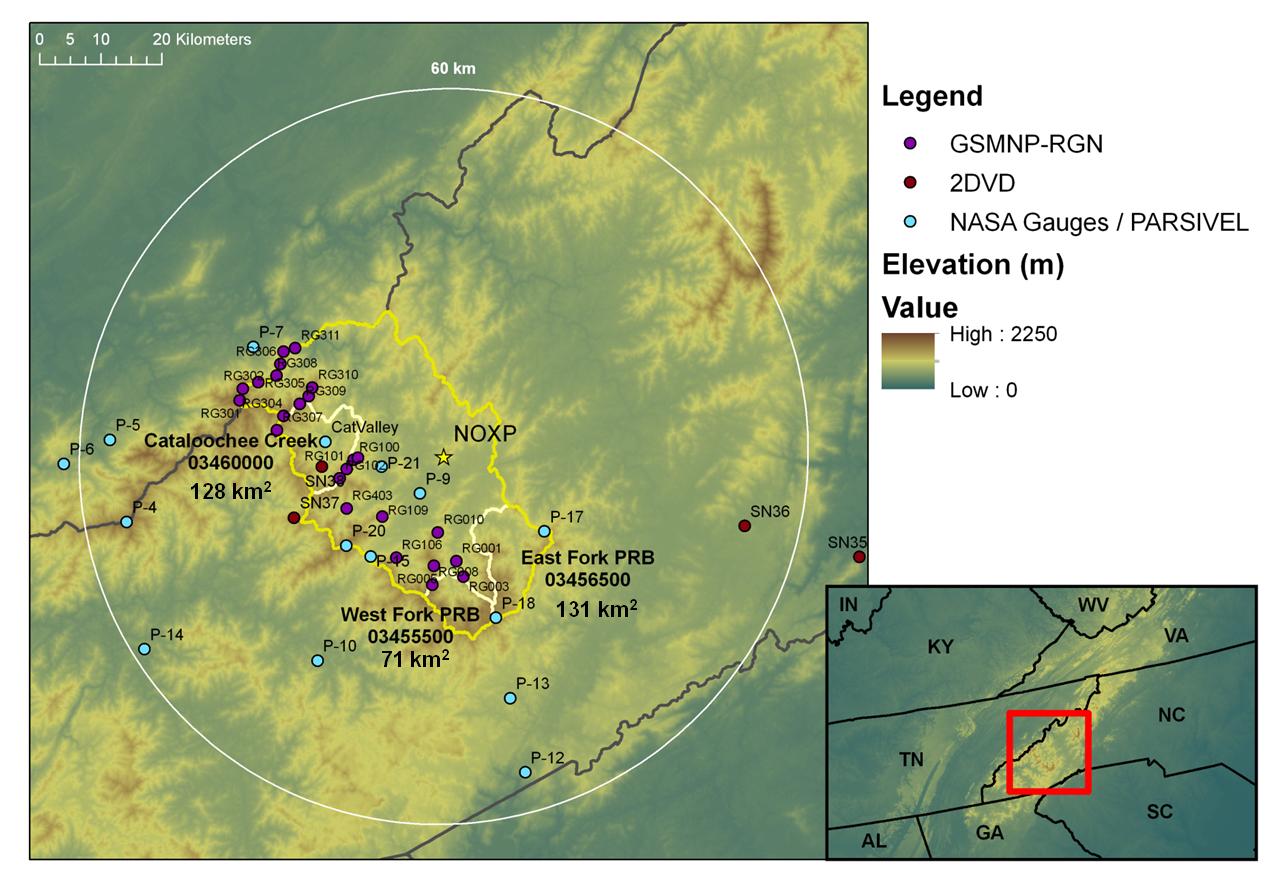 0 5 10 20 Kilometers
60 km
Legend
GSMNP-RGN
2DVD
NASA Gauges / PARSIVEL
Elevation (m)
Value
High : 2250
Low : 0
P-7
RG311
RG306
RG308
RG302
RG305
RG310
RG309
RG301
RG304
RG307
CatValley
NOXP
P-5
P-6
Cataloochee Creek
03460000
128 km2
RG100
RG101
RG102
P-21
SN38
P-9
SN37
RG403
RG109
P-4
P-20
RG010
P-17
SN36
SN35
P-15
RG106
RG001
RG008
RG005
RG003
East Fork PRB
03456500
131 km2
P-18
West Fork PRB
03455500
71 km2
P-14
P-10
P-13
P-12
IN
WV
KY
VA
NC
TN
SC
AL
GA